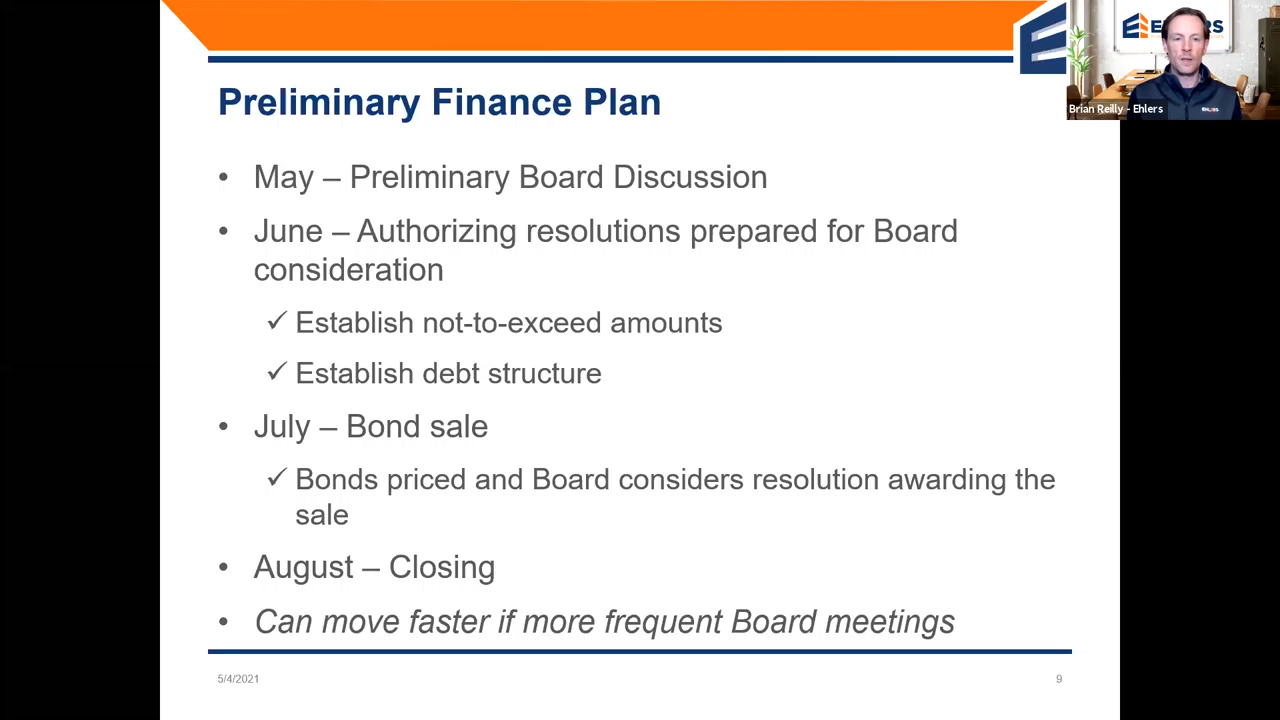 Preliminary Finance Plan
• May – Preliminary Board Discussion
• June – Authorizing resolutions prepared for Board
consideration
✓ Establish not-to-exceed amounts
✓ Establish debt structure
• July – Bond sale
✓ Bonds priced and Board considers resolution awarding the
sale
• August – Closing
• Can move faster if more frequent Board meetings
5/4/2021
9
Brian Reilly - Ehlers
EHLERS